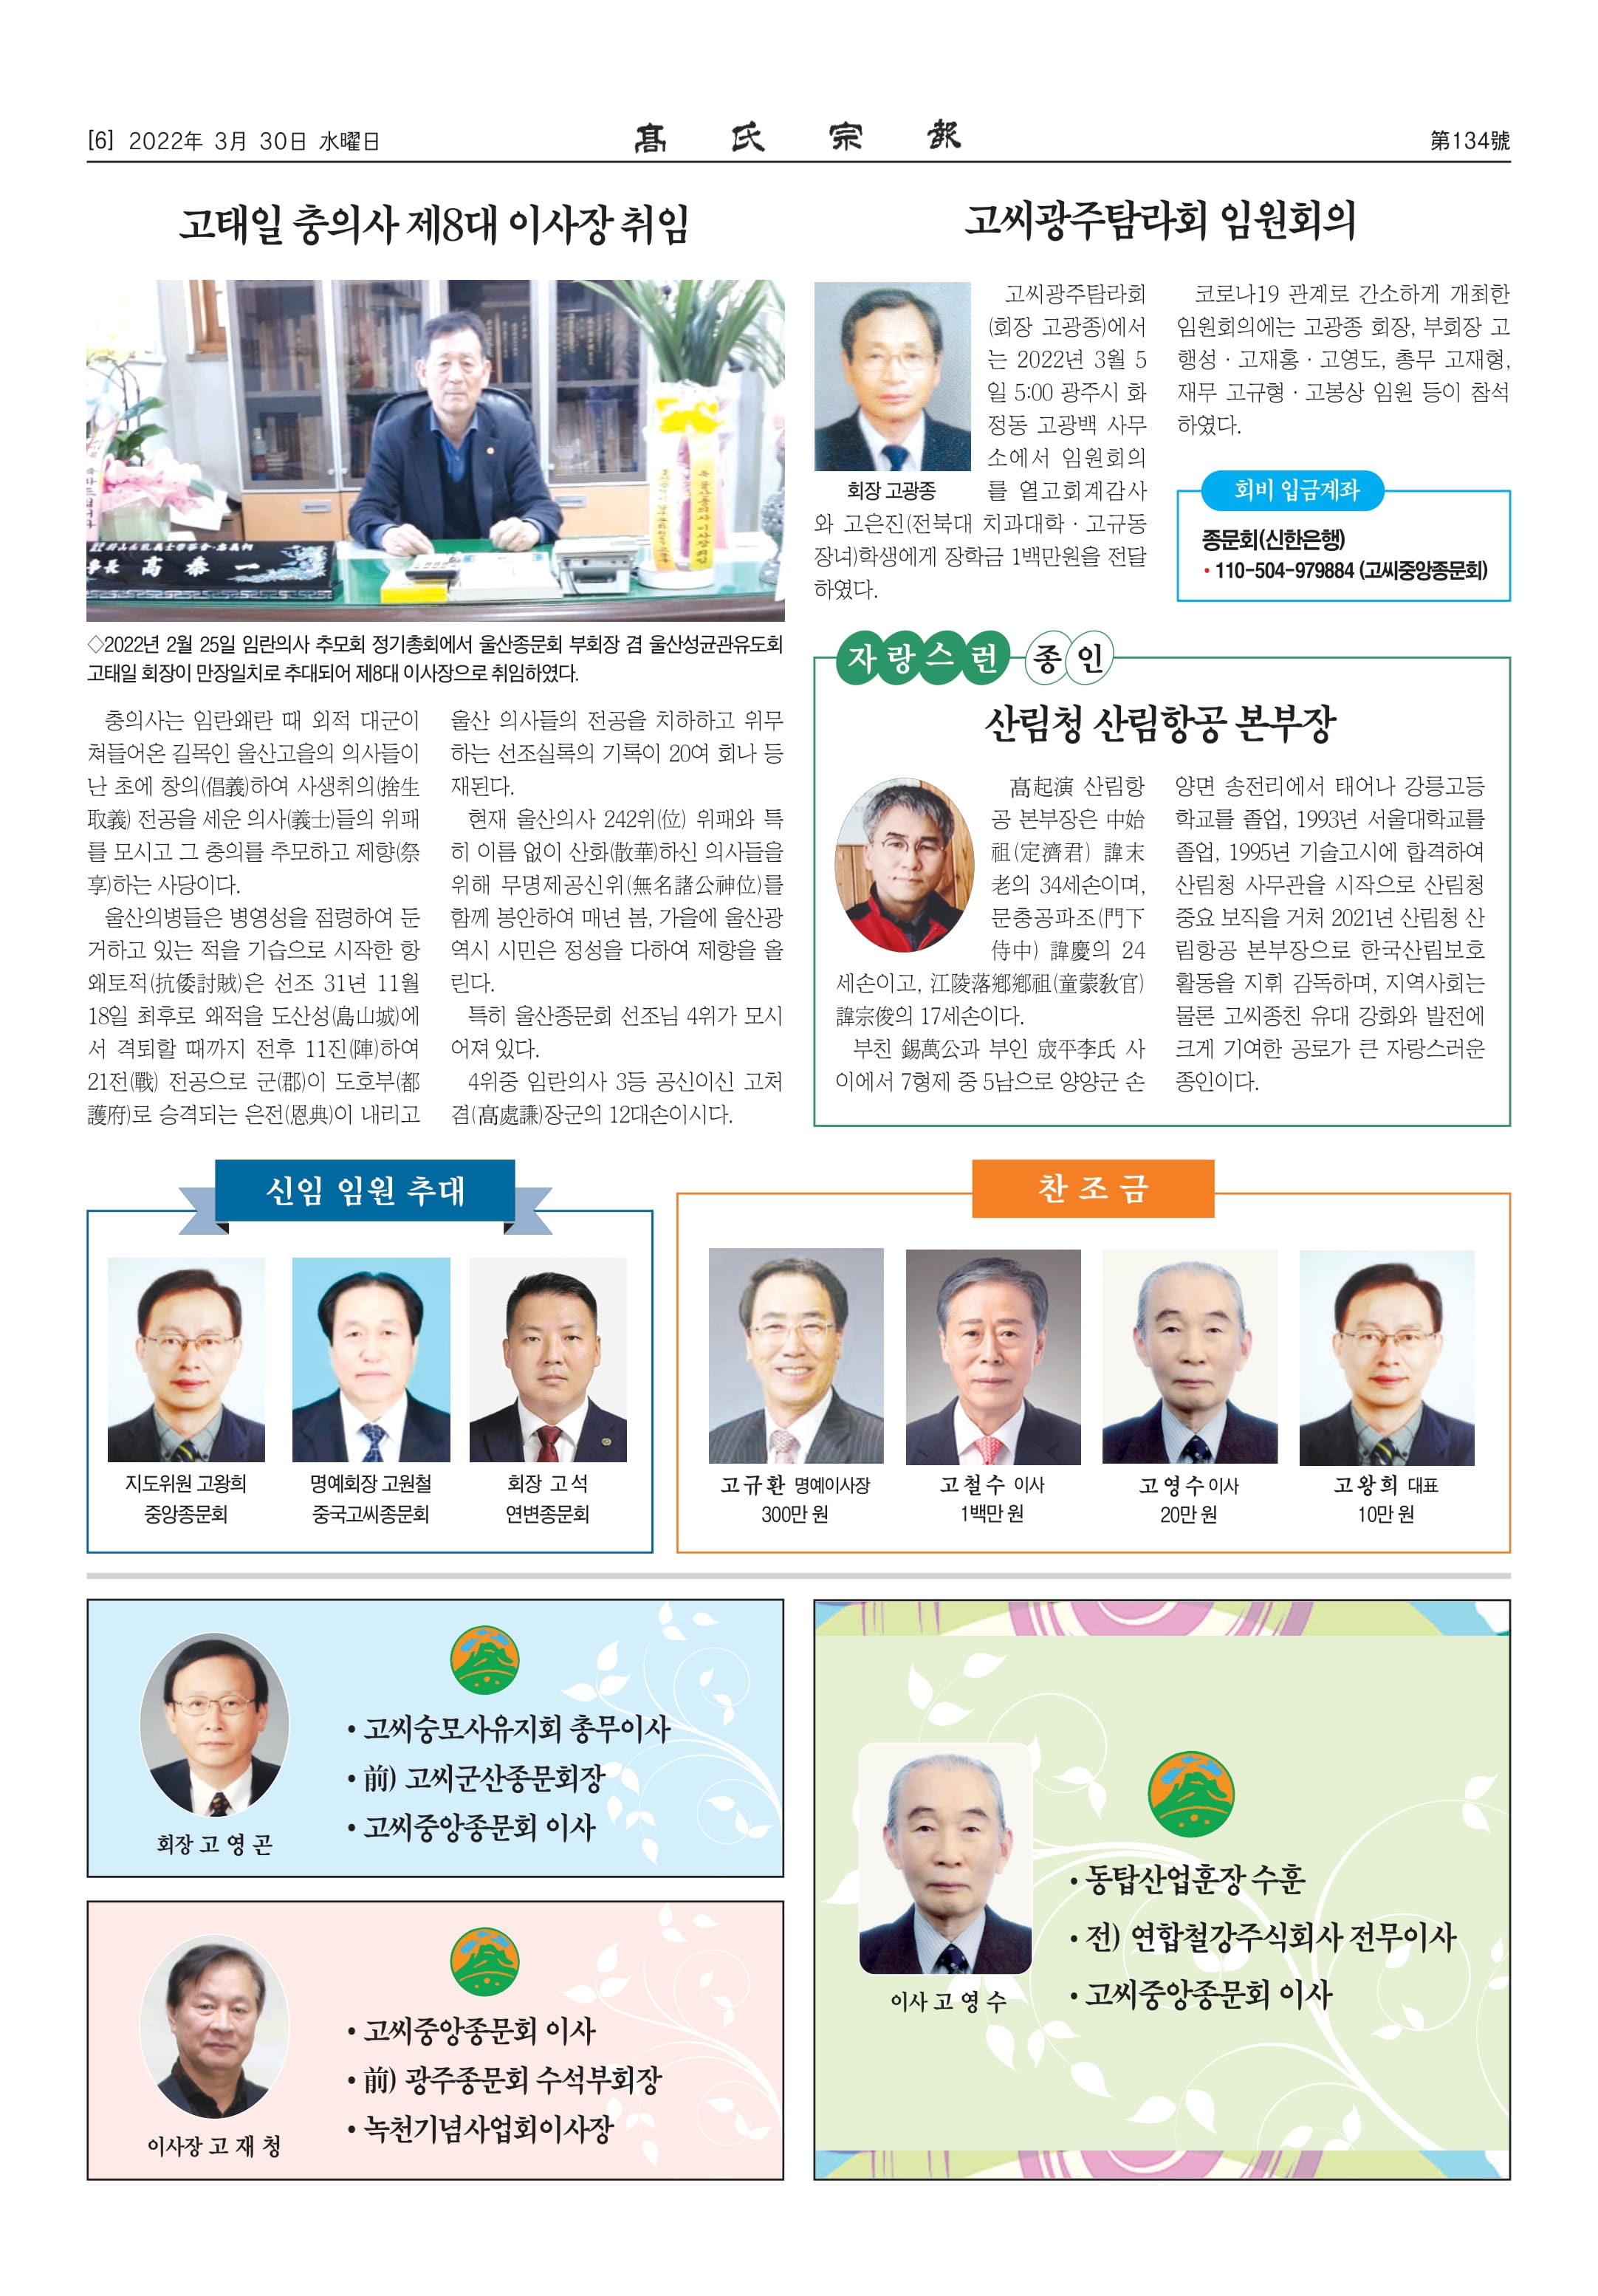 [6] 2022年 3月 30日 水曜日
髙氏宗報
第134號
고태일 충의사 제8대 이사장 취임
髙泰一
◇2022년 2월 25일 임란의사 추모회 정기총회에서 울산종문회 부회장 겸 울산성균관유도회
고태일 회장이 만장일치로 추대되어 제8대 이사장으로 취임하였다.
충의사는 임란왜란 때 외적 대군이
쳐들어온 길목인 울산고을의 의사들이
난 초에 창의(倡義)하여 사생취의(捨生
取義) 전공을 세운 의사(義士)들의 위패
를 모시고 그 충의를 추모하고 제향(祭
享)하는 사당이다.
울산의병들은 병영성을 점령하여 둔
거하고 있는 적을 기습으로 시작한 항
왜토적(抗倭討賊)은 선조 31년 11월
18일 최후로 왜적을 도산성(島山城)에
서 격퇴할 때까지 전후 11진(陣)하여
21전(戰) 전공으로 군(郡)이 도호부(都
護府)로 승격되는 은전(恩典)이 내리고
울산 의사들의 전공을 치하하고 위무
하는 선조실록의 기록이 20여 회나 등
재된다.
현재 울산의사 242위(位) 위패와 특
히 이름 없이 산화(散華)하신 의사들을
위해 무명제공신위(無名諸公神位)를
함께 봉안하여 매년 봄, 가을에 울산광
역시 시민은 정성을 다하여 제향을 올
린다.
특히 울산종문회 선조님 4위가 모시
어져 있다.
4위중 임란의사 3등 공신이신 고처
겸(髙處謙)장군의 12대손이시다.
고씨광주탐라회 임원회의
회장 고광종
고씨광주탐라회
(회장 고광종)에서
는 2022년 3월 5
일 5:00 광주시 화
정동 고광백 사무
소에서 임원회의
를 열고회계감사
와 고은진(전북대 치과대학 · 고규동
장녀)학생에게 장학금 1백만원을 전달
하였다.
코로나19 관계로 간소하게 개최한
임원회의에는 고광종 회장, 부회장 고
행성 · 고재홍 · 고영도, 총무 고재형,
재무 고규형 · 고봉상 임원 등이 참석
하였다.
회비 입금계좌
종문회(신한은행)
• 110-504-979884 (고씨중앙종문회)
자랑스런 종인
산림청 산림항공 본부장
髙起演 산림항
공 본부장은 中始
祖(定濟君) 諱末
老의 34세손이며,
문충공파조(門下
侍中) 諱慶의 24
세손이고, 江陵落鄕鄕祖(童蒙敎官)
諱宗俊의 17세손이다.
부친 錫萬公과 부인 宬平李氏 사
이에서 7형제 중 5남으로 양양군 손
양면 송전리에서 태어나 강릉고등
학교를 졸업, 1993년 서울대학교를
졸업, 1995년 기술고시에 합격하여
산림청 사무관을 시작으로 산림청
중요 보직을 거쳐 2021년 산림청 산
림항공 본부장으로 한국산림보호
활동을 지휘 감독하며, 지역사회는
물론 고씨종친 유대 강화와 발전에
크게 기여한 공로가 큰 자랑스러운
종인이다.
신임 임원 추대
지도위원 고왕희
중앙종문회
명예회장 고원철
중국고씨종문회
회장 고 석
연변종문회
찬 조 금
고규환 명예이사장
300만 원
고철수 이사
1백만 원
고영수 이사
20만 원
고왕희 대표
10만 원
회장 고 영 곤
• 고씨숭모사유지회 총무이사
• 前) 고씨군산종문회장
• 고씨중앙종문회 이사
이사장 고 재 청
• 고씨중앙종문회 이사
• 前) 광주종문회 수석부회장
• 녹천기념사업회이사장
이사 고 영 수
• 동탑산업훈장 수훈
• 전) 연합철강주식회사 전무이사
• 고씨중앙종문회 이사